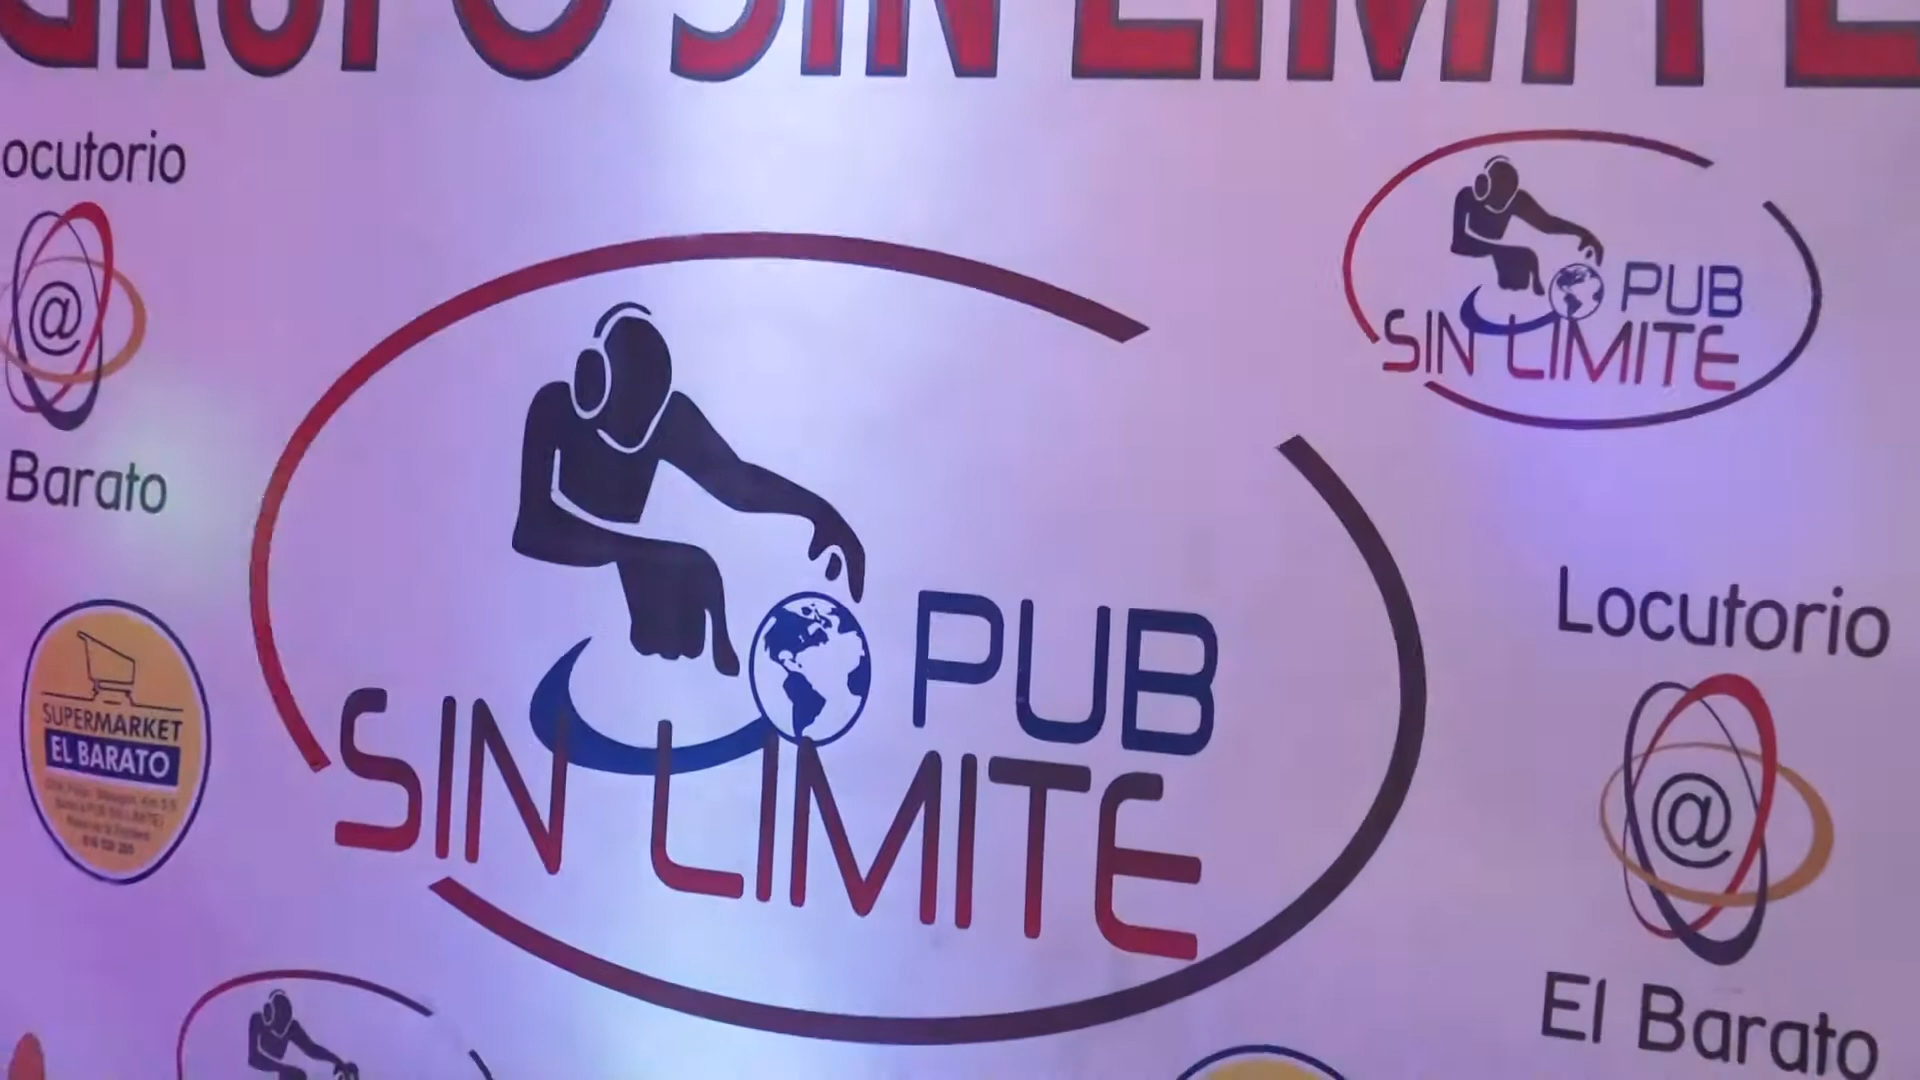 GRUPO SIN LIMITE
ocutorio
@
Barato
PUB
SIN LIMITE
SUPERMARKET
EL BARATO
PUB
SIN LIMITE
Locutorio
@
El Barato